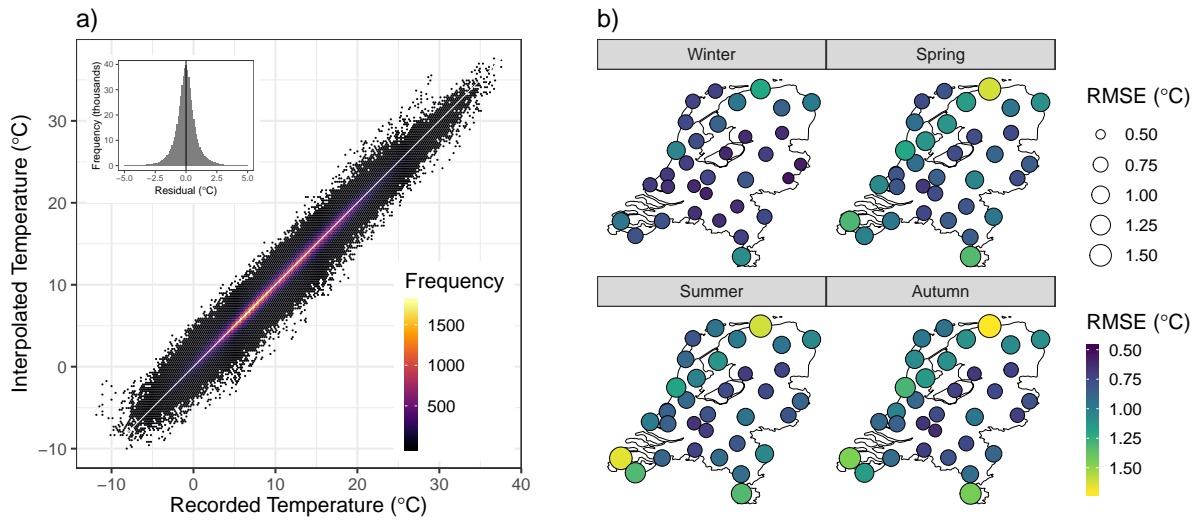 a)
Interpolated Temperature (°C)
30
20
10
0
−10
−10
0
10
20
30
40
Recorded Temperature (°C)
Frequency (thousands)
40
30
20
10
0
−5.0
−2.5
0.0
2.5
5.0
Residual (°C)
Frequency
1500
1000
500
b)
Winter
Spring
Summer
Autumn
RMSE (°C)
0.50
0.75
1.00
1.25
1.50
RMSE (°C)
0.50
0.75
1.00
1.25
1.50